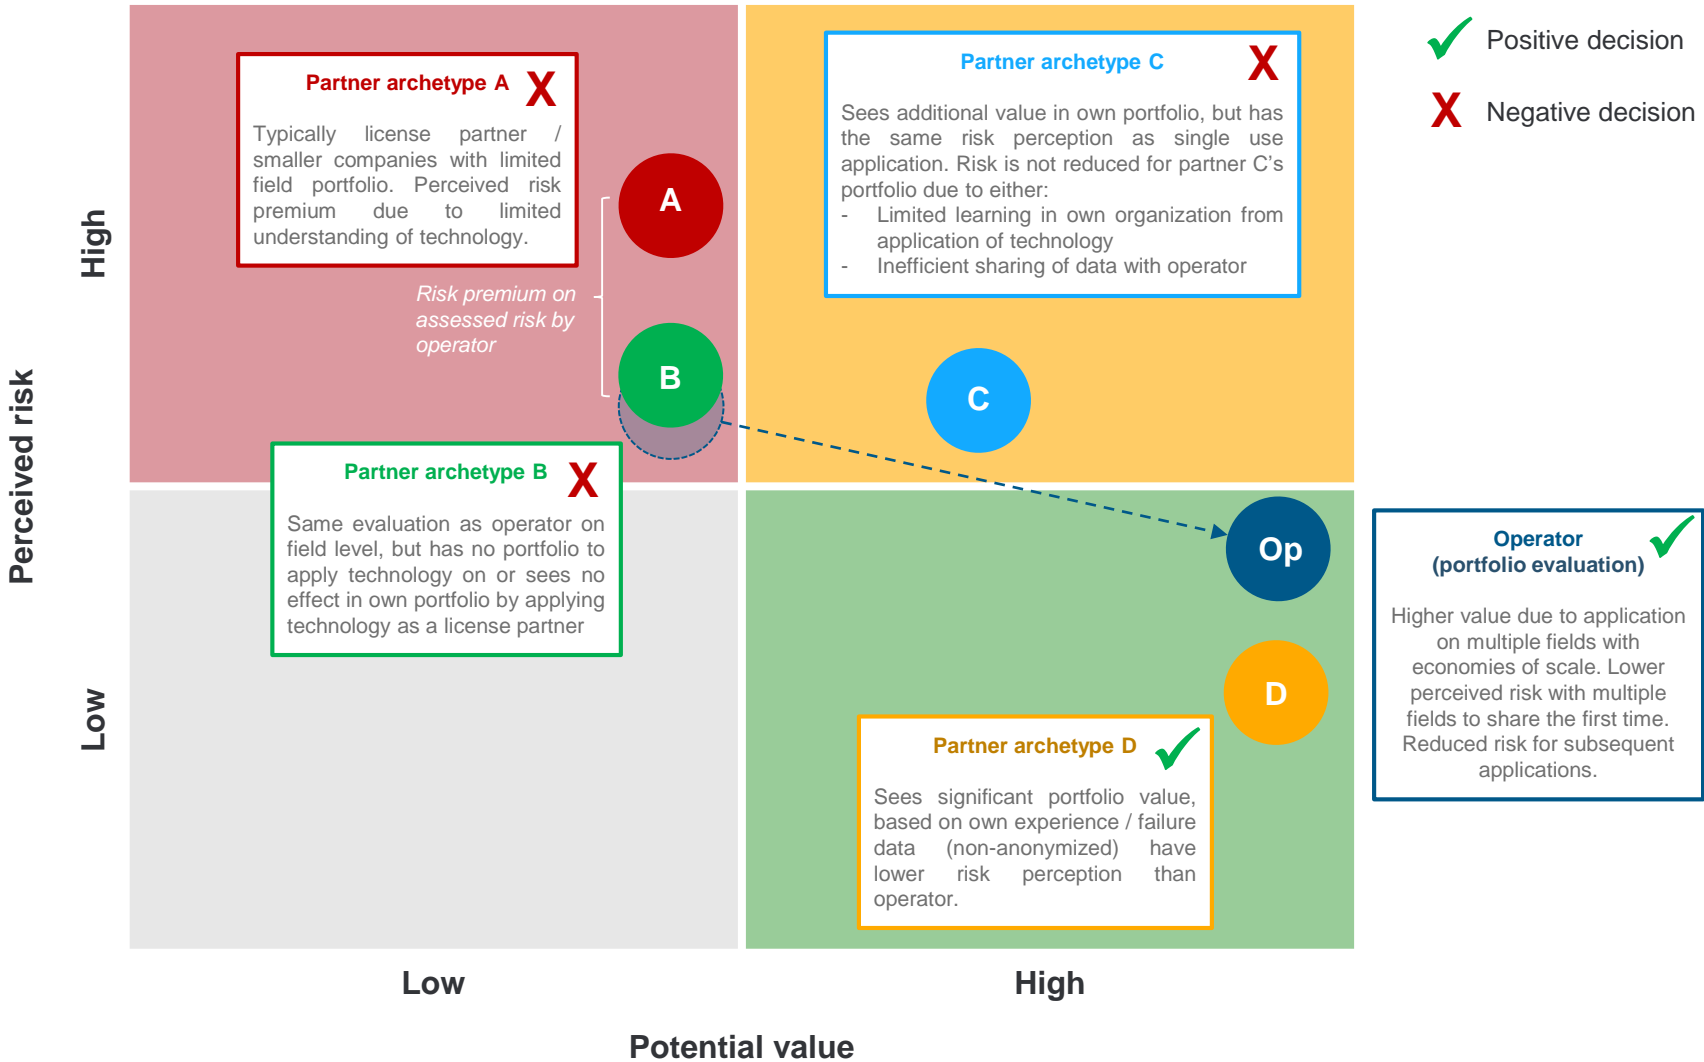 Positive decision
X Negative decision
Perceived risk
High
Low
Partner archetype A X
Typically license partner /
smaller companies with limited
field portfolio. Perceived risk
premium due to limited
understanding of technology.
Partner archetype C X
Sees additional value in own portfolio, but has
the same risk perception as single use
application. Risk is not reduced for partner C’s
portfolio due to either:
- Limited learning in own organization from
application of technology
- Inefficient sharing of data with operator
A
Risk premium on
assessed risk by
operator
B
C
Partner archetype B X
Same evaluation as operator on
field level, but has no portfolio to
apply technology on or sees no
effect in own portfolio by applying
technology as a license partner
Op
Operator
(portfolio evaluation)
Higher value due to application
on multiple fields with
economies of scale. Lower
perceived risk with multiple
fields to share the first time.
Reduced risk for subsequent
applications.
D
Partner archetype D
Sees significant portfolio value,
based on own experience / failure
data (non-anonymized) have
lower risk perception than
operator.
Low
High
Potential value